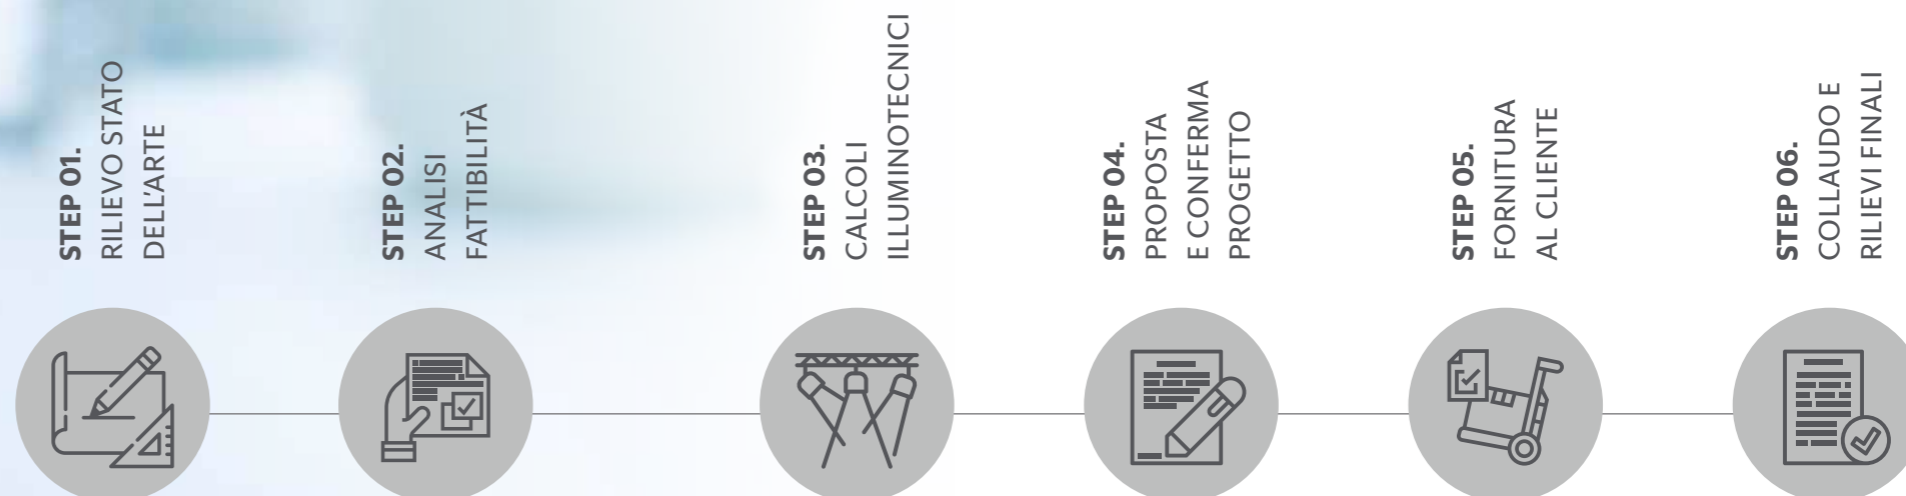 STEP 01.
RILIEVO STATO
DELL'ARTE
STEP 02.
ANALISI
FATTIBILITÀ
STEP 03.
CALCOLI
ILLUMINOTECNICI
STEP 04.
PROPOSTA
E CONFERMA
PROGETTO
STEP 05.
FORNITURA
AL CLIENTE
STEP 06.
COLLAUDO E
RILIEVI FINALI